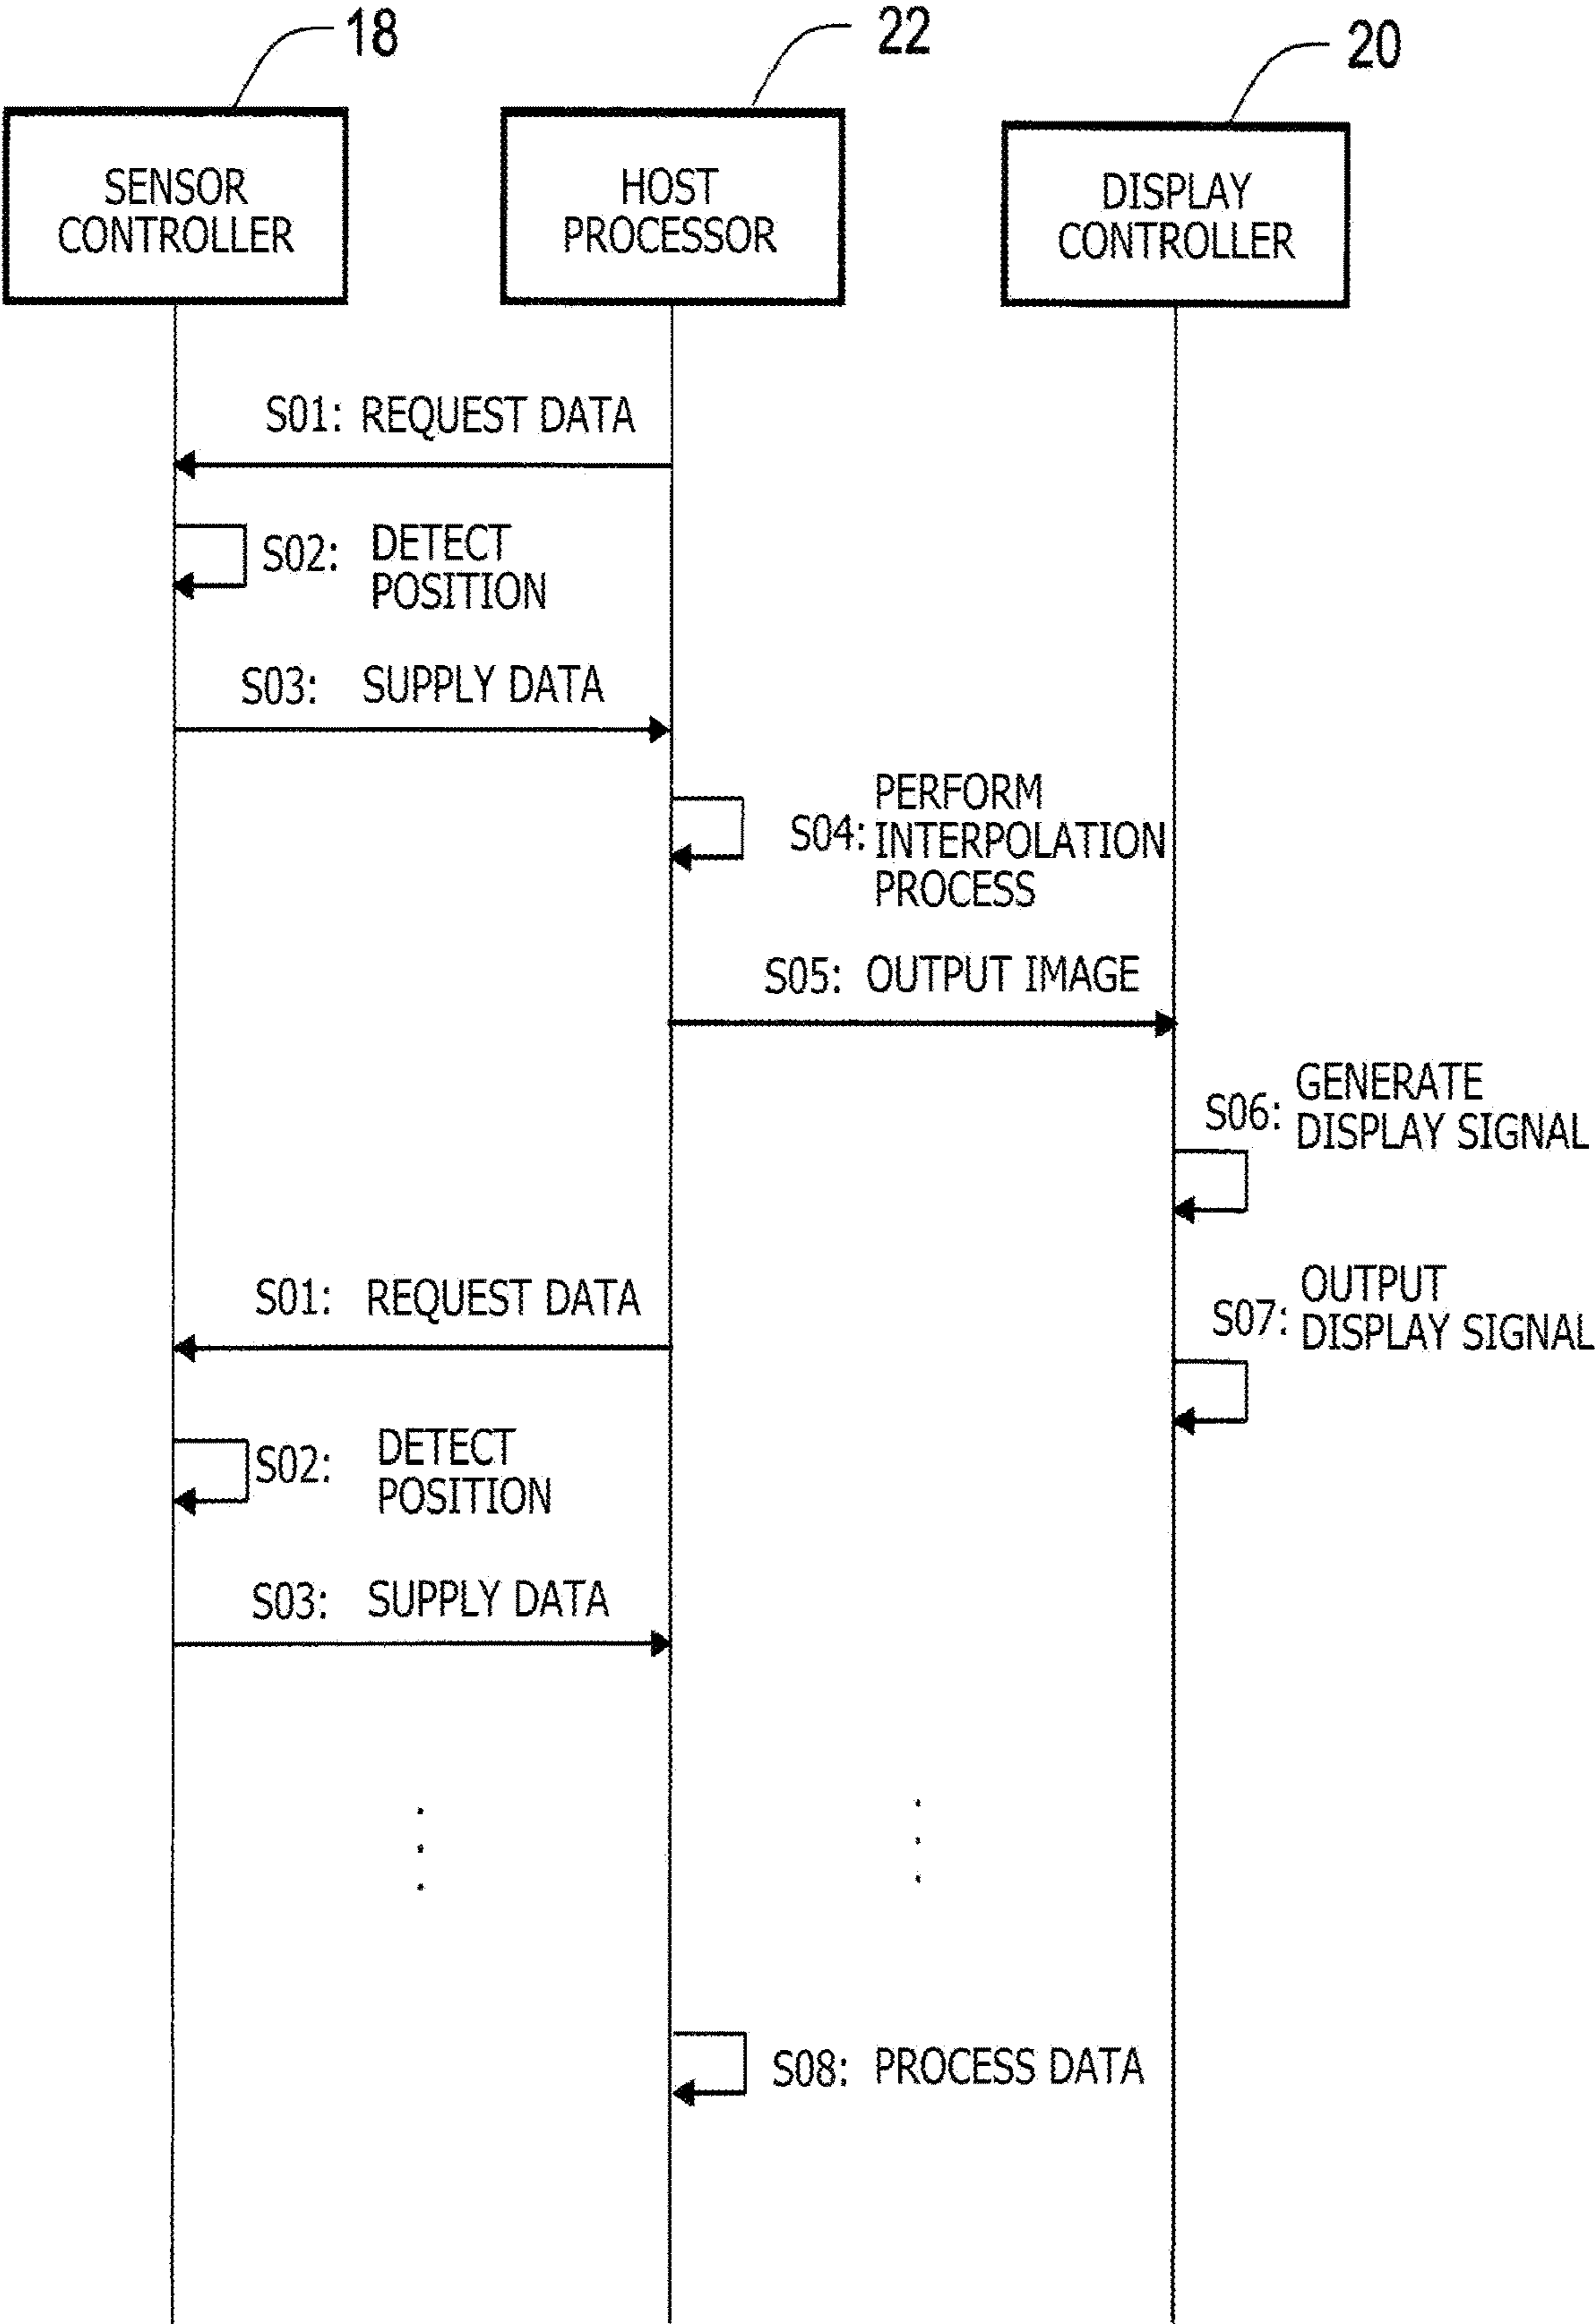 18
22
20
SENSOR
CONTROLLER
HOST
PROCESSOR
DISPLAY
CONTROLLER
S01: REQUEST DATA
S02: DETECT
POSITION
S03: SUPPLY DATA
PERFORM
S04: INTERPOLATION
PROCESS
S05: OUTPUT IMAGE
S06: GENERATE
DISPLAY SIGNAL
S01: REQUEST DATA
S07: OUTPUT
DISPLAY SIGNAL
S02: DETECT
POSITION
S03: SUPPLY DATA
S08: PROCESS DATA